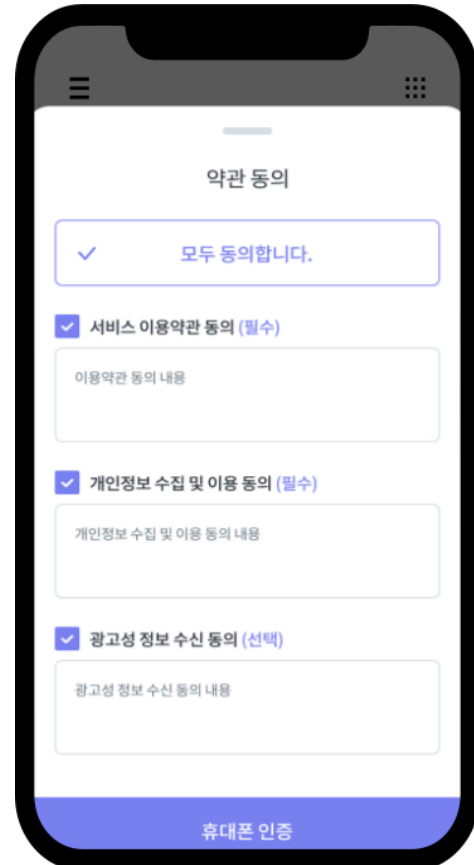 약관 동의
모두 동의합니다.
서비스 이용약관 동의 (필수)
이용약관 동의 내용
개인정보 수집 및 이용 동의 (필수)
개인정보 수집 및 이용 동의 내용
광고성 정보 수신 동의 (선택)
광고성 정보 수신 동의 내용
휴대폰 인증